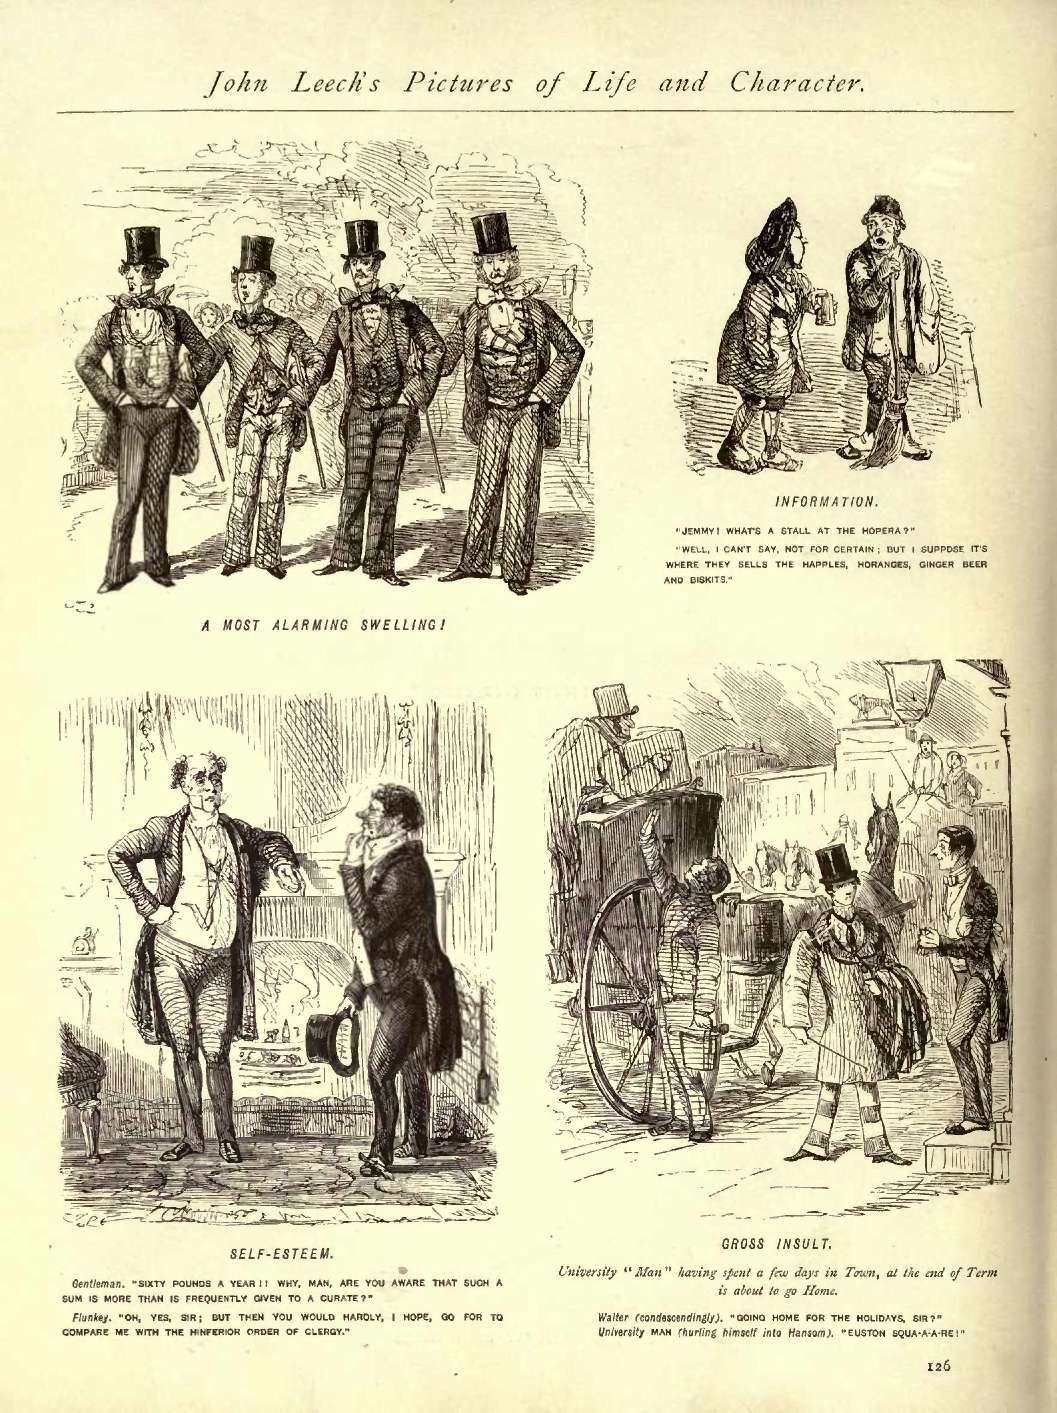 John Leech's Pictures of Life and Character.
A MOST ALARMING SWELLING!
INFORMATION.
"JEMMY! WHAT'S A STALL AT THE HOPERA?"
"WELL, I CAN'T SAY, NOT FOR CERTAIN; BUT I SUPPOSE IT'S
WHERE THEY SELLS THE HAPPLES, HORANGES, GINGER BEER
AND BISKITS."
SELF-ESTEEM.
Gentleman. "SIXTY POUNDS A YEAR!! WHY, MAN, ARE YOU AWARE THAT SUCH A
SUM IS MORE THAN IS FREQUENTLY GIVEN TO A CURATE?"
Flunkey. "OH, YES, SIR; BUT THEN YOU WOULD HARDLY, I HOPE, GO FOR TO
COMPARE ME WITH THE HINFERIOR ORDER OF CLERGY."
GROSS INSULT.
University "Man" having spent a few days in Town, at the end of Term
is about to go Home.
Waiter (condescendingly). "GOING HOME FOR THE HOLIDAYS, SIR?"
University MAN (hurling himself into Hansom). "EUSTON SQUA-A-A-RE!"
126